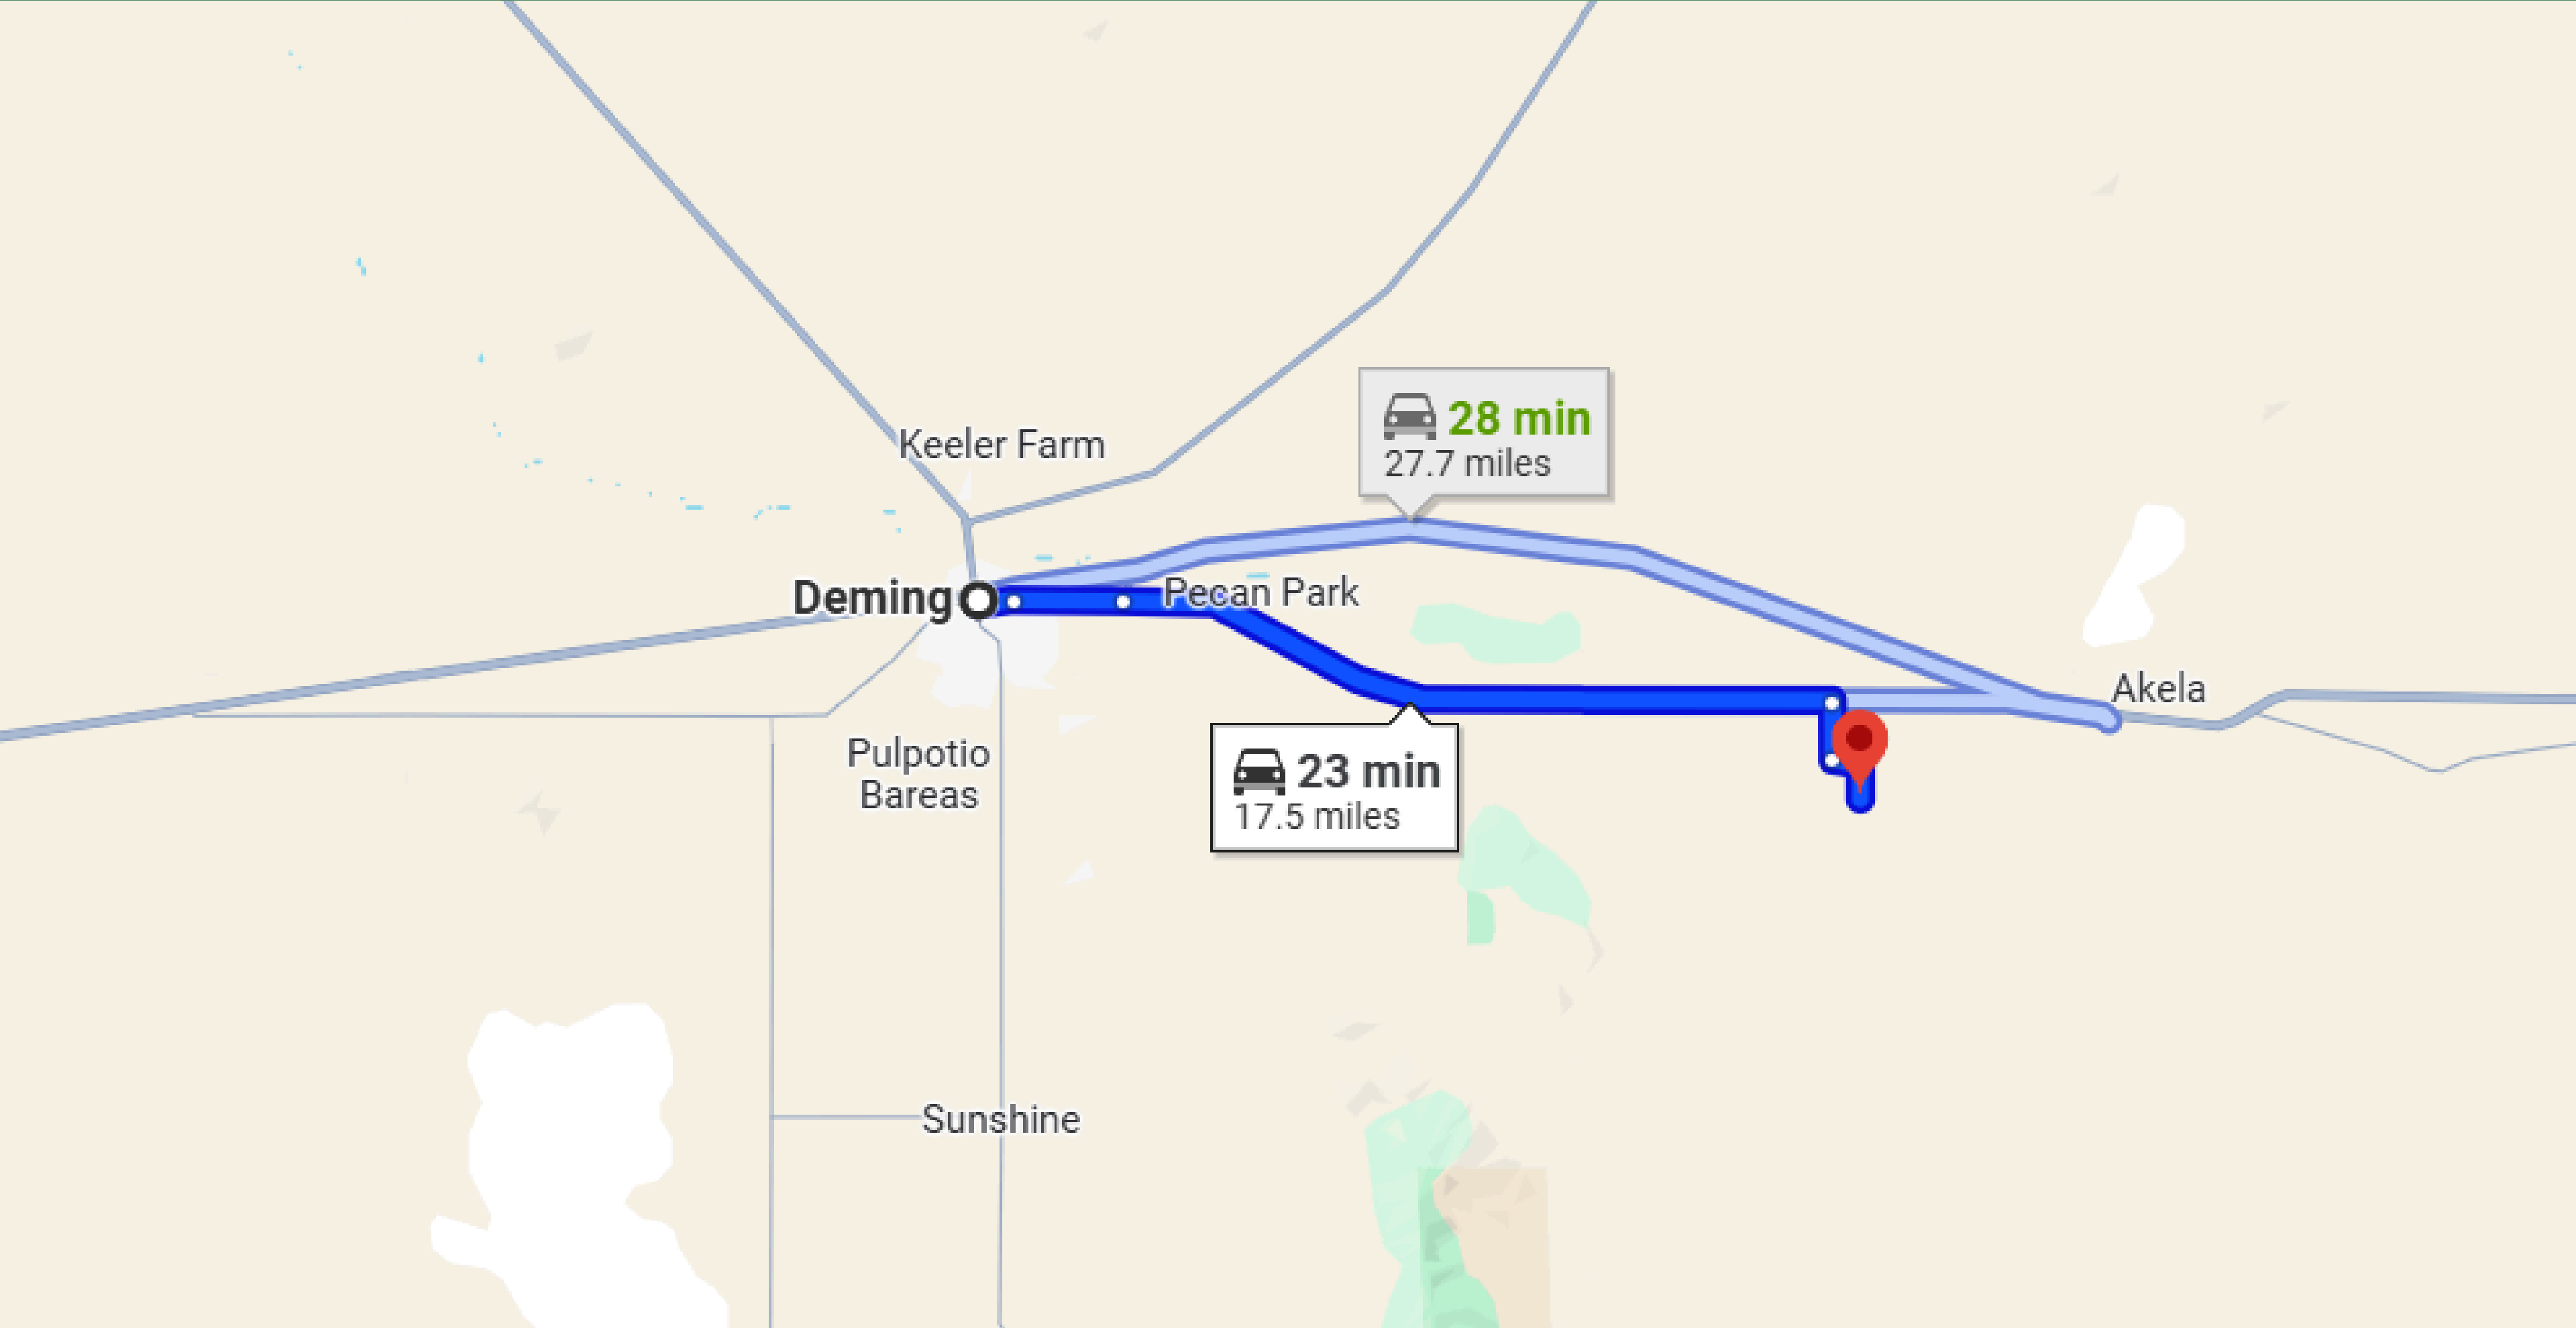 Keeler Farm
28 min
27.7 miles
Deming
Pecan Park
Akela
Pulpotio
Bareas
23 min
17.5 miles
Sunshine